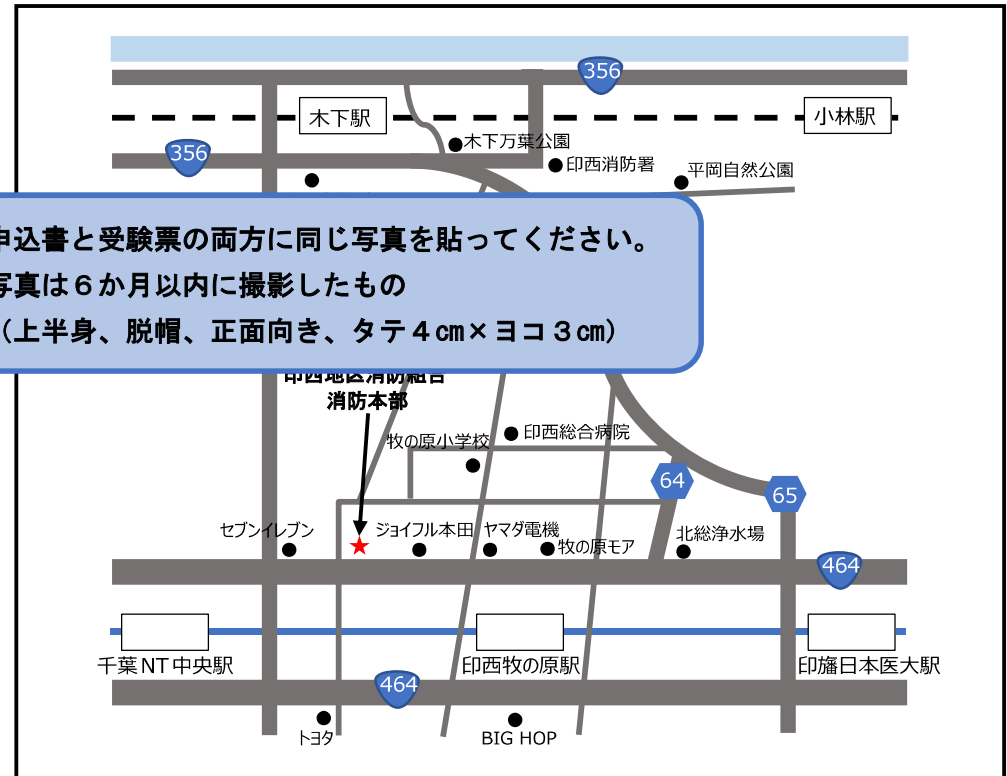 356
木下駅
小林駅
木下万葉公園
356
印西消防署
平岡自然公園
申込書と受験票の両方に同じ写真を貼ってください。
写真は６か月以内に撮影したもの
（上半身、脱帽、正面向き、タテ４㎝×ヨコ３㎝）
印西地区消防組合
消防本部
牧の原小学校
印西総合病院
64
65
セブンイレブン
ジョイフル本田
ヤマダ電機
牧の原モア
北総浄水場
464
千葉NT中央駅
印西牧の原駅
印旛日本医大駅
464
トヨタ
BIG HOP